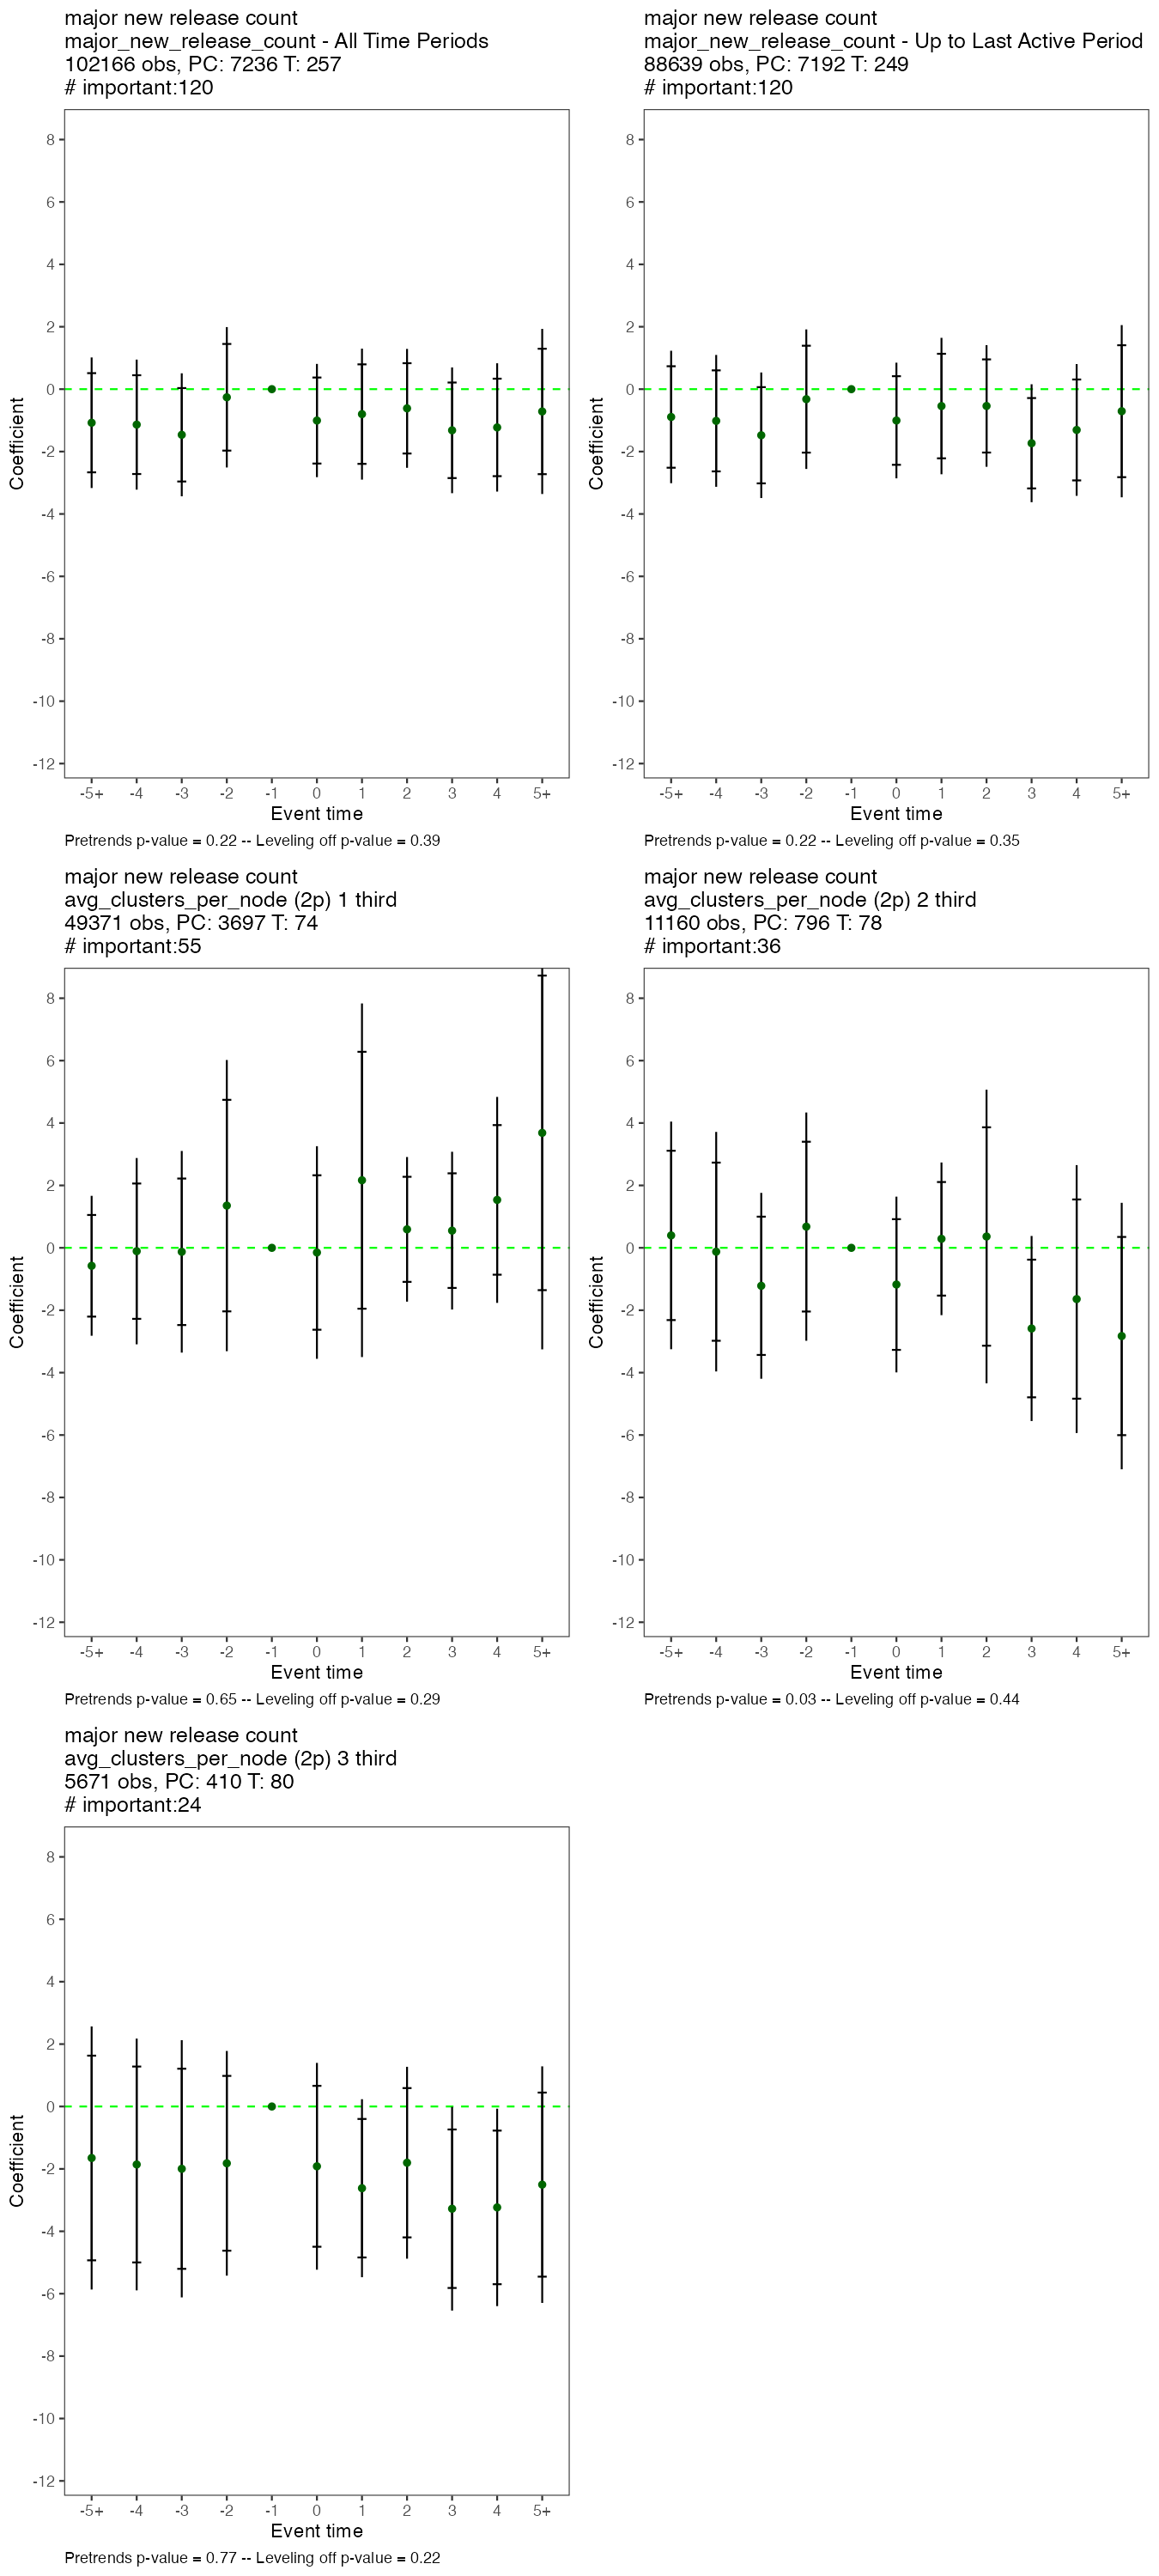 major new release count
major_new_release_count - All Time Periods
102166 obs, PC: 7236 T: 257
# important:120
8
6
4
2
0
-2
-4
-6
-8
-10
-12
Coefficient
-5+ -4 -3 -2 -1 0 1 2 3 4 5+
Event time
Pretrends p-value = 0.22 -- Leveling off p-value = 0.39
major new release count
major_new_release_count - Up to Last Active Period
88639 obs, PC: 7192 T: 249
# important:120
8
6
4
2
0
-2
-4
-6
-8
-10
-12
Coefficient
-5+ -4 -3 -2 -1 0 1 2 3 4 5+
Event time
Pretrends p-value = 0.22 -- Leveling off p-value = 0.35
major new release count
avg_clusters_per_node (2p) 1 third
49371 obs, PC: 3697 T: 74
# important:55
8
6
4
2
0
-2
-4
-6
-8
-10
-12
Coefficient
-5+ -4 -3 -2 -1 0 1 2 3 4 5+
Event time
Pretrends p-value = 0.65 -- Leveling off p-value = 0.29
major new release count
avg_clusters_per_node (2p) 2 third
11160 obs, PC: 796 T: 78
# important:36
8
6
4
2
0
-2
-4
-6
-8
-10
-12
Coefficient
-5+ -4 -3 -2 -1 0 1 2 3 4 5+
Event time
Pretrends p-value = 0.03 -- Leveling off p-value = 0.44
major new release count
avg_clusters_per_node (2p) 3 third
5671 obs, PC: 410 T: 80
# important:24
8
6
4
2
0
-2
-4
-6
-8
-10
-12
Coefficient
-5+ -4 -3 -2 -1 0 1 2 3 4 5+
Event time
Pretrends p-value = 0.77 -- Leveling off p-value = 0.22